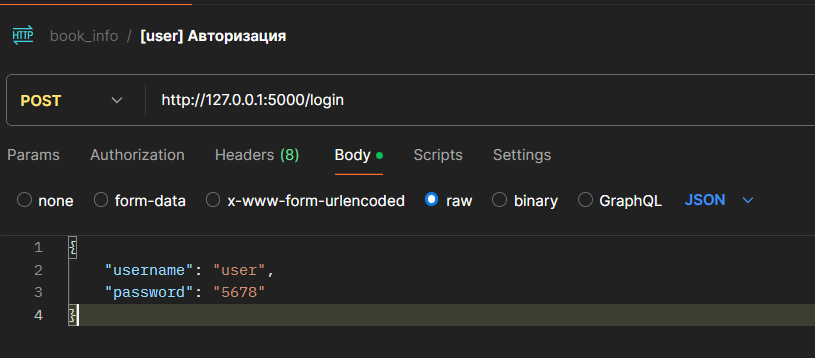 HTTP book_info / [user] Авторизация
POST http://127.0.0.1:5000/login
Params Authorization Headers (8) Body Scripts Settings
none form-data x-www-form-urlencoded raw binary GraphQL JSON
1 {
2 "username": "user",
3 "password": "5678"
4 }